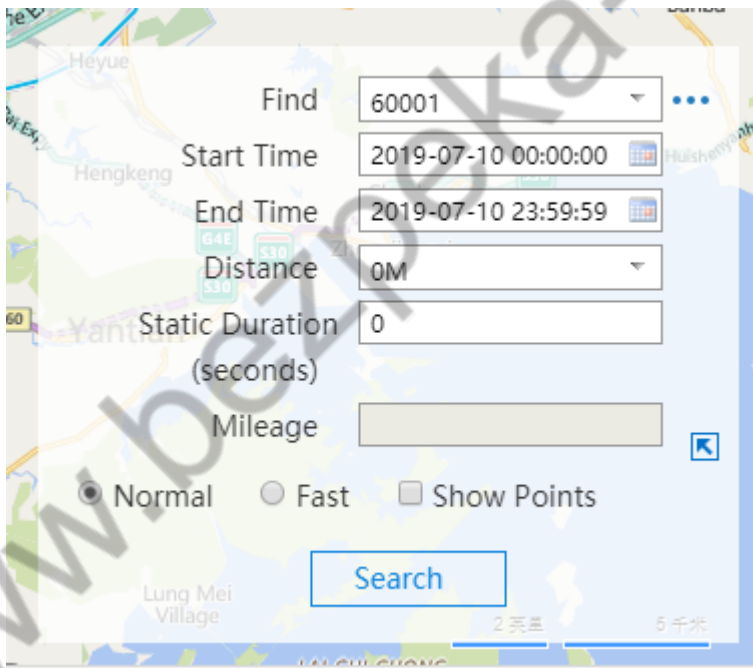 Heyue
Find 60001
Start Time 2019-07-10 00:00:00
Hengkeng
Huishenyanh
End Time 2019-07-10 23:59:59
G4E
S30
Distance 0M
S30
60
Yantian
Static Duration 0
(seconds)
Mileage
Normal Fast Show Points
Search
Lung Mei
Village
2 英里 5 千米
www.bezpeka-